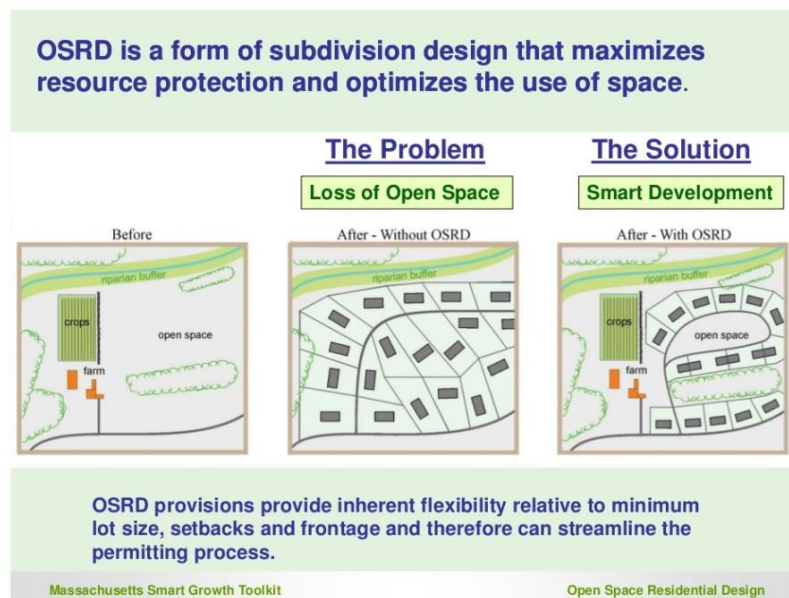 OSRD is a form of subdivision design that maximizes
resource protection and optimizes the use of space.
The Problem
The Solution
Loss of Open Space
Smart Development
Before
After - Without OSRD
After - With OSRD
riparian buffer
crops
open space
farm
riparian buffer
riparian buffer
crops
open space
farm
OSRD provisions provide inherent flexibility relative to minimum
lot size, setbacks and frontage and therefore can streamline the
permitting process.
Massachusetts Smart Growth Toolkit
Open Space Residential Design